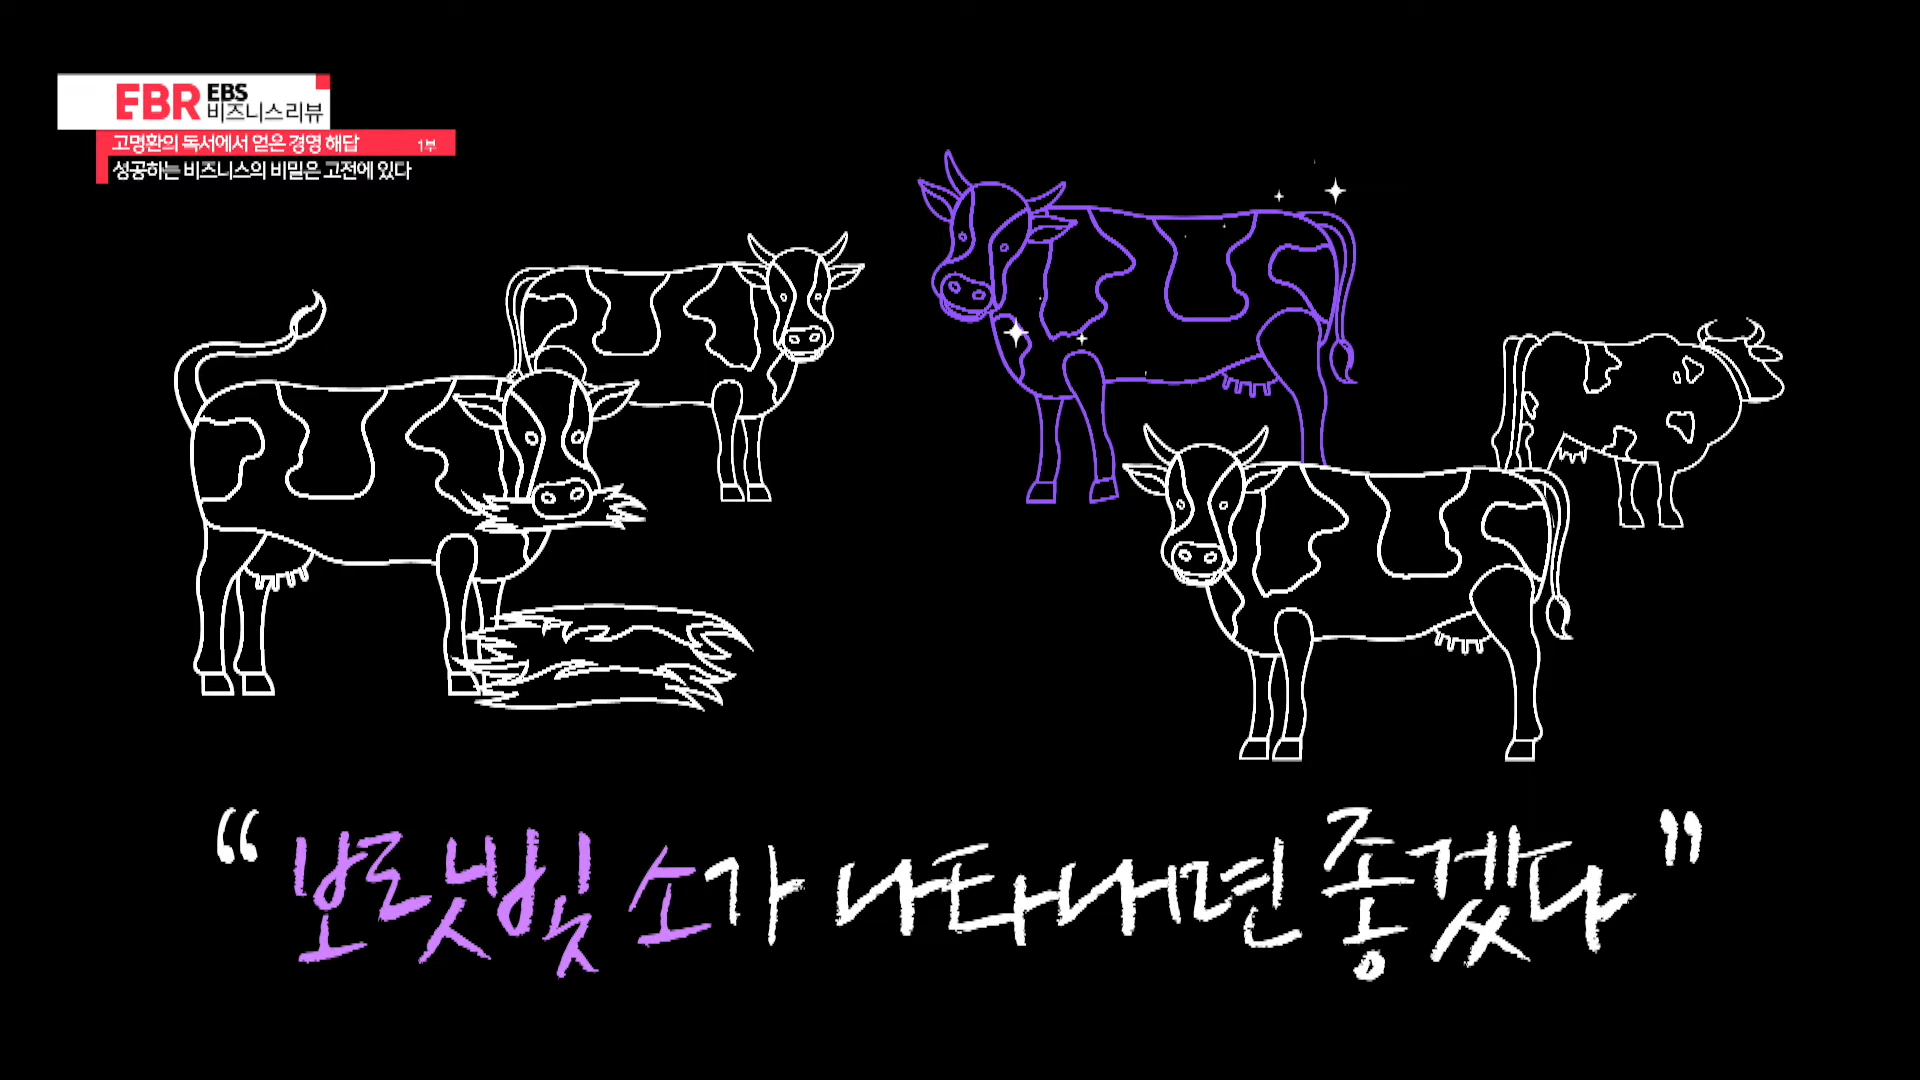 EBR EBS
비즈니스리뷰
고명환의 독서에서 얻은 경영 해답 1부
성공하는 비즈니스의 비밀은 고전에 있다
“보랏빛 소가 나타나면 좋겠다”